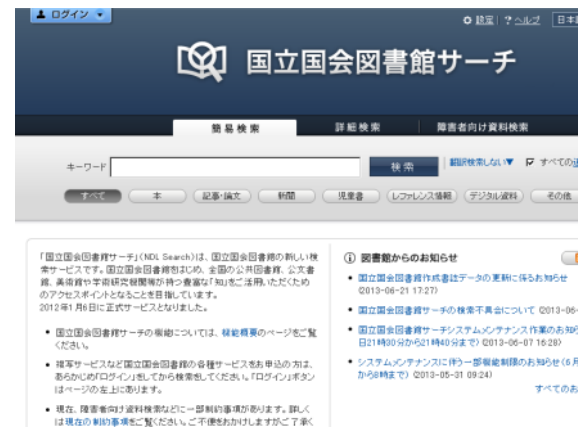 ログイン
設定 | ? ヘルプ
国立国会図書館サーチ
簡易検索
詳細検索
障害者向け資料検索
キーワード
検索
翻訳検索しない▼
すべての
すべて
本
記事・論文
新聞
児童書
レファレンス情報
デジタル資料
その他
「国立国会図書館サーチ」(NDL Search)は、国立国会図書館の新しい検
索サービスです。国立国会図書館をはじめ、全国の公共図書館、公文書
館、美術館や学術研究機関等が持つ豊富な「知」をご活用いただくため
のアクセスポイントとなることを目指しています。
2012年1月6日に正式サービスとなりました。
• 国立国会図書館サーチの機能については、機能概要のページをご覧
ください。
• 複写サービスなど国立国会図書館の各種サービスをお申込の方は、
あらかじめ「ログイン」をしてから検索をしてください。「ログイン」ボタン
はページの左上にあります。
• 現在、障害者向け資料検索などに一部制約事項があります。詳しく
は現在の制約事項をご覧ください。ご不便をおかけしますがご了承く
図書館からのお知らせ
• 国立国会図書館作成書誌データの更新に係るお知らせ
(2013-06-21 17:27)
• 国立国会図書館サーチの検索不具合について (2013-06-
• 国立国会図書館サーチシステムメンテナンス作業のお知
日21時30分から21時40分まで) (2013-06-07 16:28)
• システムメンテナンスに伴う一部機能制限のお知らせ(6月
から8時まで) (2013-05-31 09:24)
すべてのお